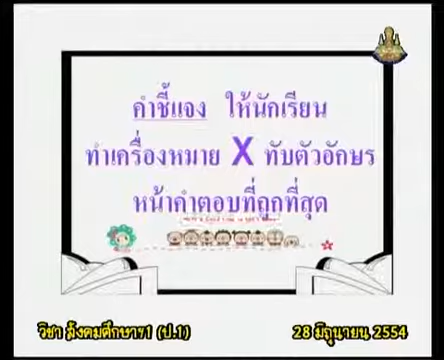 คำชี้แจง ให้นักเรียน
ทำเครื่องหมาย X ทับตัวอักษร
หน้าคำตอบที่ถูกที่สุด
วิชา สังคมศึกษาฯ1 (ป.1)
28 มิถุนายน 2554